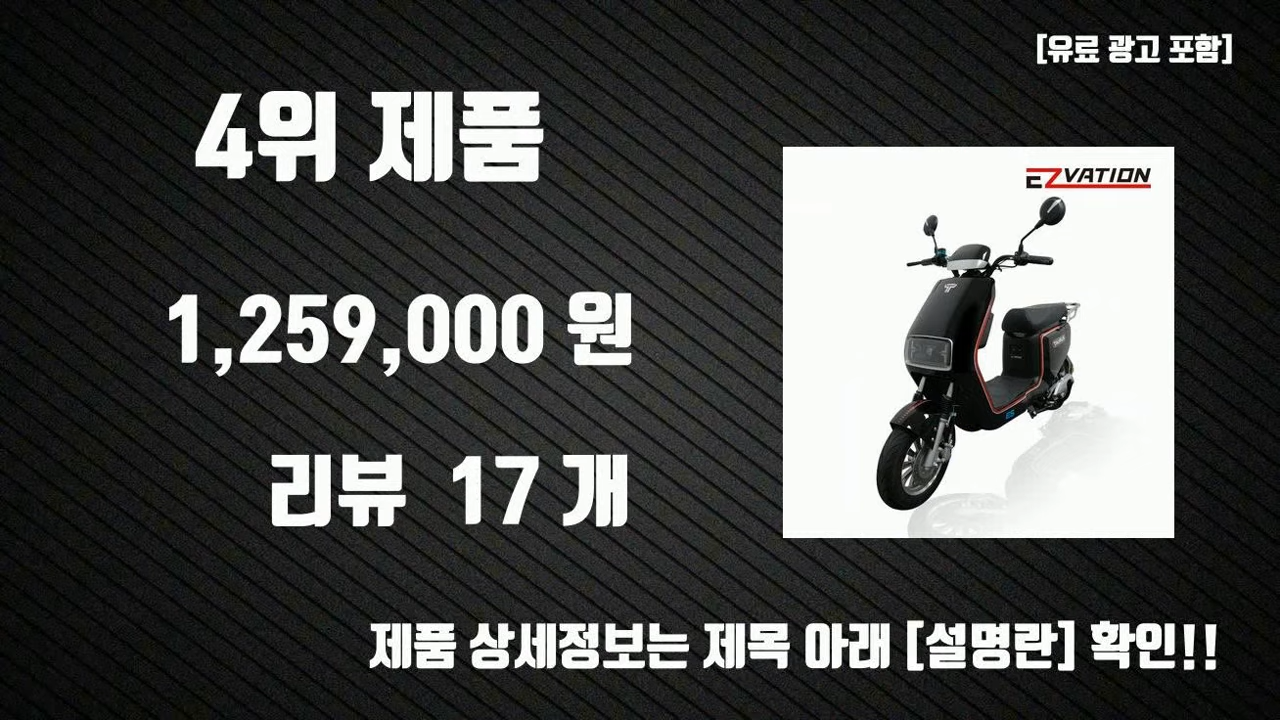 [유료 광고 포함]
4위 제품
EZVATION
1,259,000 원
리뷰 17 개
제품 상세정보는 제목 아래 [설명란] 확인!!